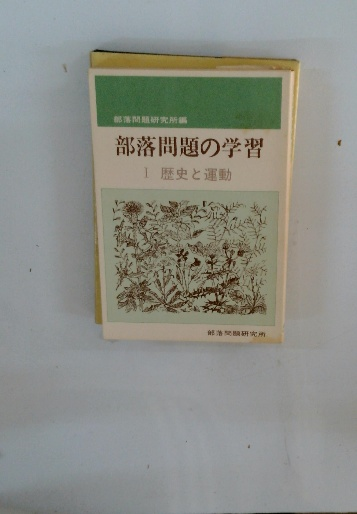 部落問題研究所編
部落問題の学習
I 歴史と運動
部落問題研究所